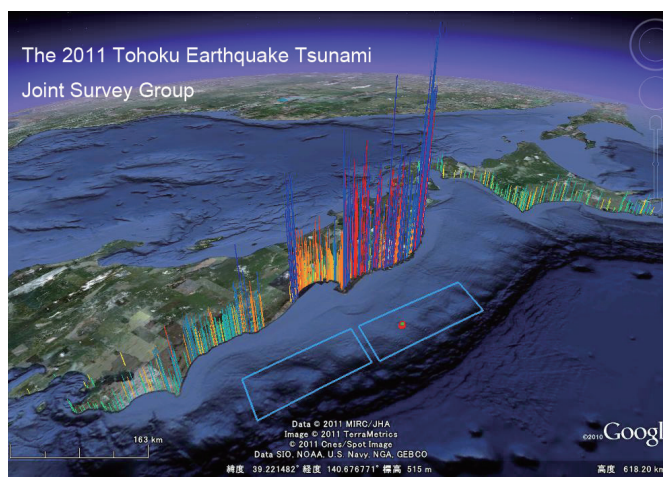 The 2011 Tohoku Earthquake Tsunami
Joint Survey Group
163 km
Data © 2011 MIRC/JHA
Image © 2011 TerraMetrics
© 2011 Cnes/Spot Image
Data SIO, NOAA, U.S. Navy, NGA, GEBCO
©2010 Googl
緯度 39.221482° 経度 140.676771° 標高 515 m
高度 618.20 km